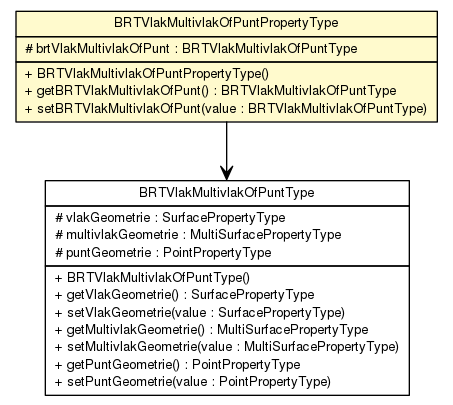 BRTVlakMultivlakOfPuntPropertyType
# brtVlakMultivlakOfPunt : BRTVlakMultivlakOfPuntType
+ BRTVlakMultivlakOfPuntPropertyType()
+ getBRTVlakMultivlakOfPunt() : BRTVlakMultivlakOfPuntType
+ setBRTVlakMultivlakOfPunt(value : BRTVlakMultivlakOfPuntType)
BRTVlakMultivlakOfPuntType
# vlakGeometrie : SurfacePropertyType
# multivlakGeometrie : MultiSurfacePropertyType
# puntGeometrie : PointPropertyType
+ BRTVlakMultivlakOfPuntType()
+ getVlakGeometrie() : SurfacePropertyType
+ setVlakGeometrie(value : SurfacePropertyType)
+ getMultivlakGeometrie() : MultiSurfacePropertyType
+ setMultivlakGeometrie(value : MultiSurfacePropertyType)
+ getPuntGeometrie() : PointPropertyType
+ setPuntGeometrie(value : PointPropertyType)